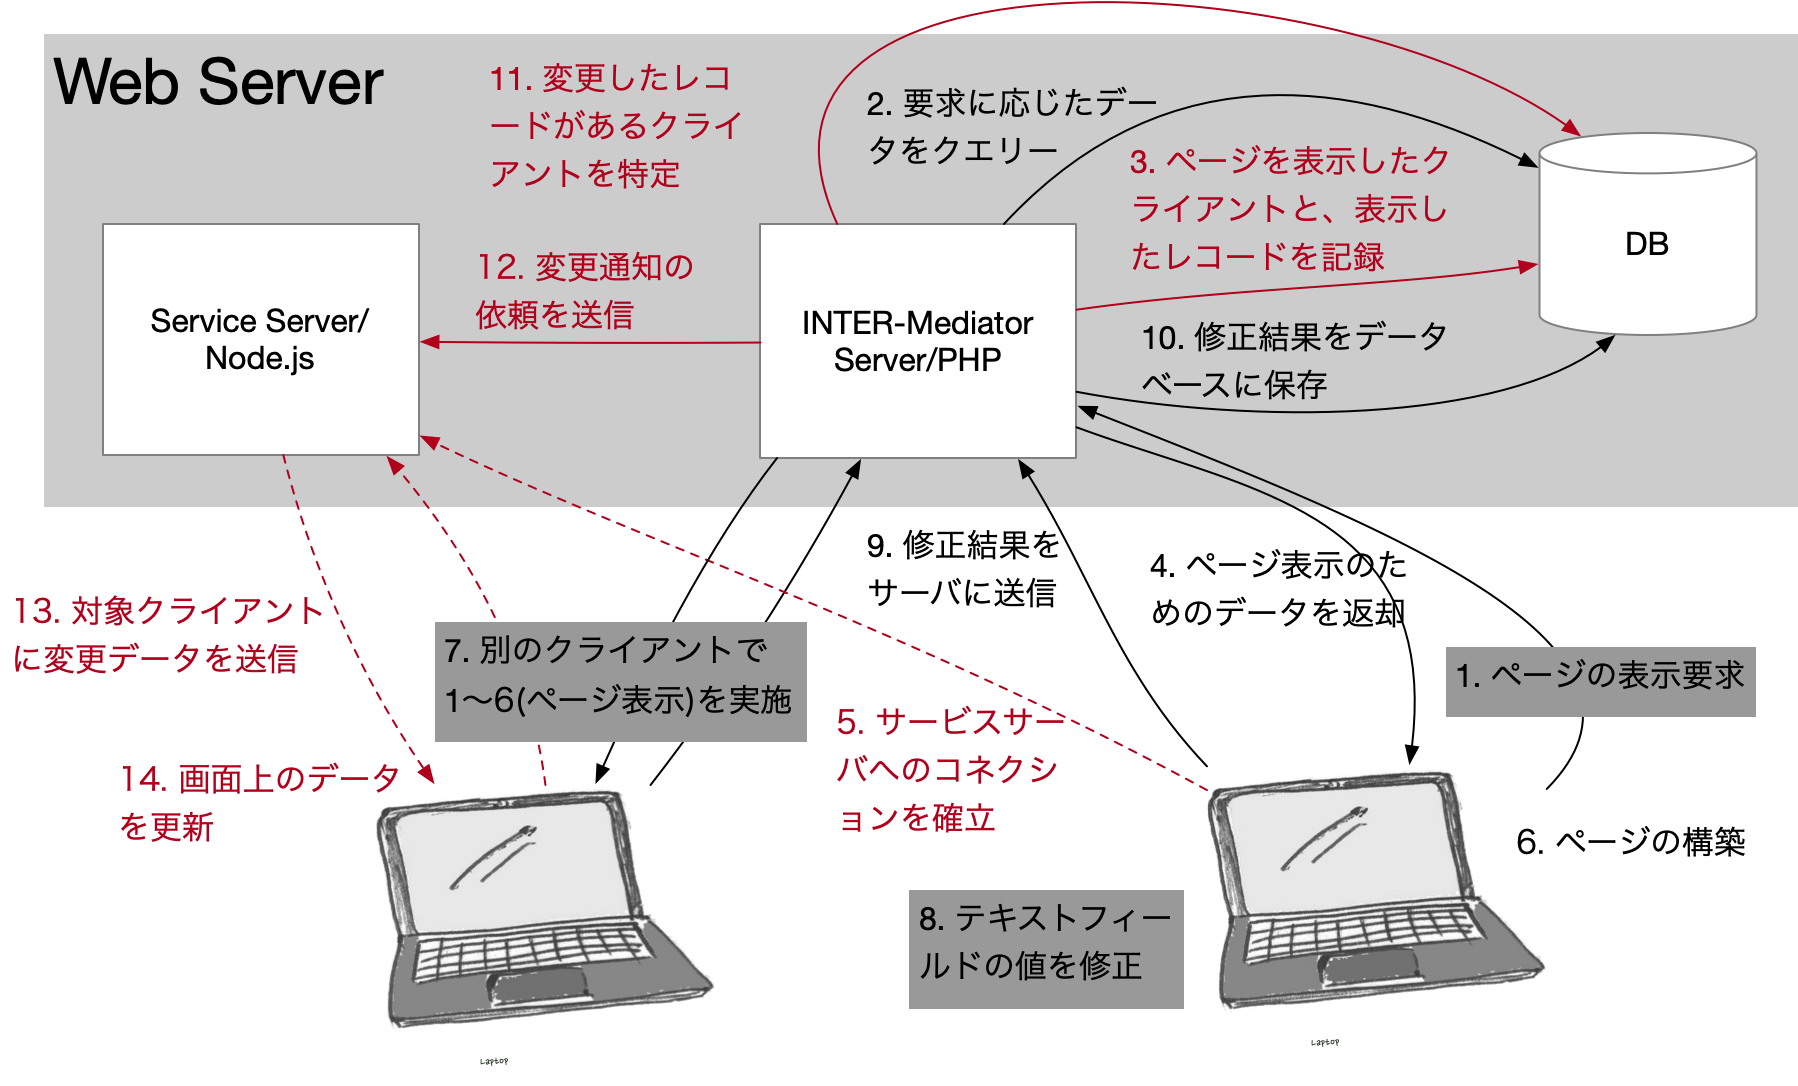 Web Server
11. 変更したレコ
ードがあるクライ
アントを特定
2. 要求に応じたデー
タをクエリー
3. ページを表示したク
ライアントと、表示し
たレコードを記録
DB
12. 変更通知の
依頼を送信
Service Server/
Node.js
INTER-Mediator
Server/PHP
10. 修正結果をデータ
ベースに保存
9. 修正結果を
サーバに送信
4. ページ表示のた
めのデータを返却
13. 対象クライアント
に変更データを送信
7. 別のクライアントで
1〜6(ページ表示)を実施
1. ページの表示要求
5. サービスサー
バへのコネクシ
ョンを確立
14. 画面上のデータ
を更新
6. ページの構築
8. テキストフィー
ルドの値を修正
Laptop
Laptop